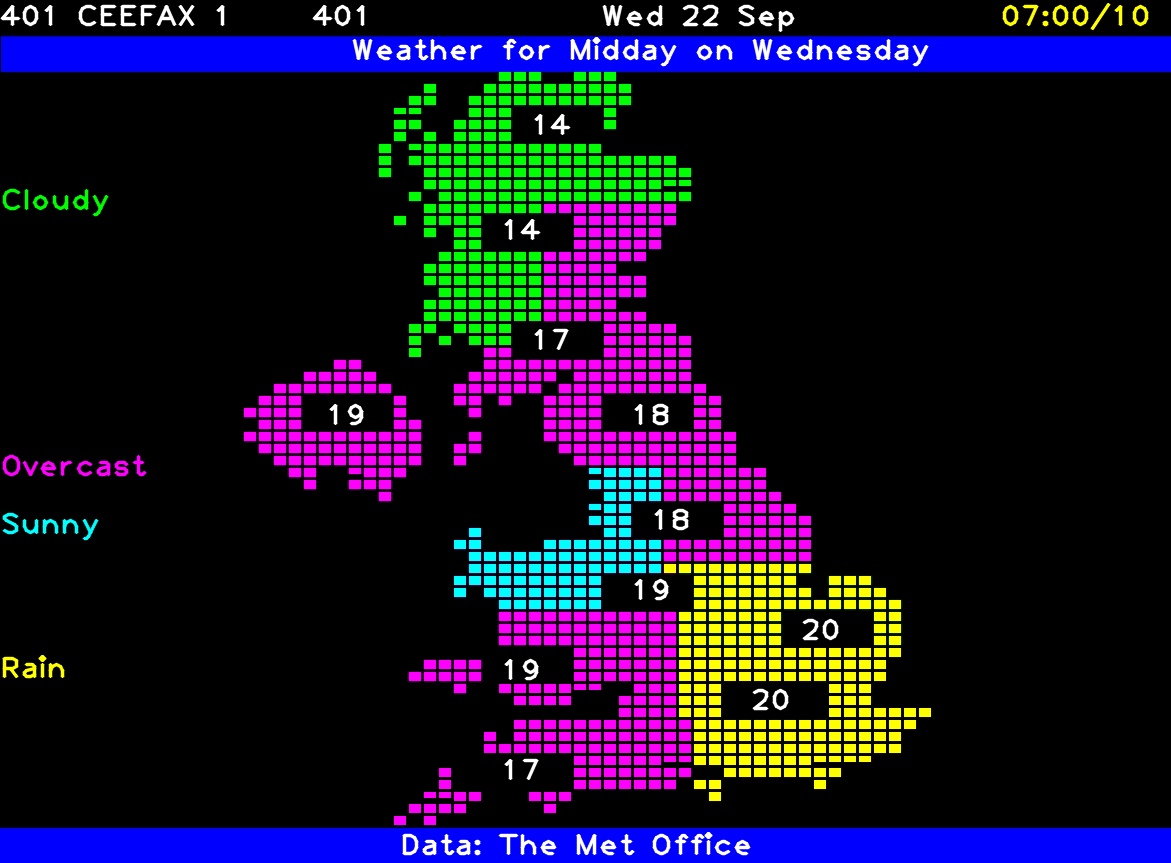 401 CEEFAX 1 401 Wed 22 Sep 07:00/10
Weather for Midday on Wednesday
14
Cloudy
14
17
19 18
Overcast
Sunny 18
19
20
Rain 19
20
17
Data: The Met Office